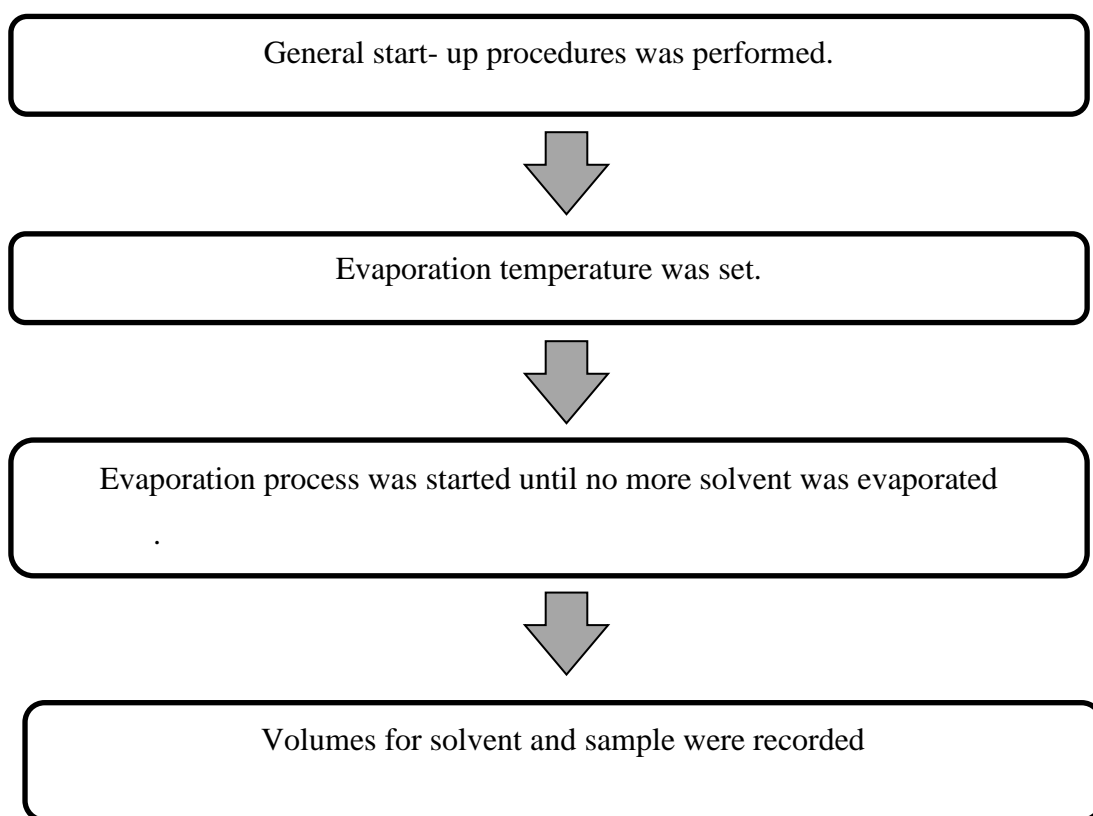 General start- up procedures was performed.
Evaporation temperature was set.
Evaporation process was started until no more solvent was evaporated
.
Volumes for solvent and sample were recorded